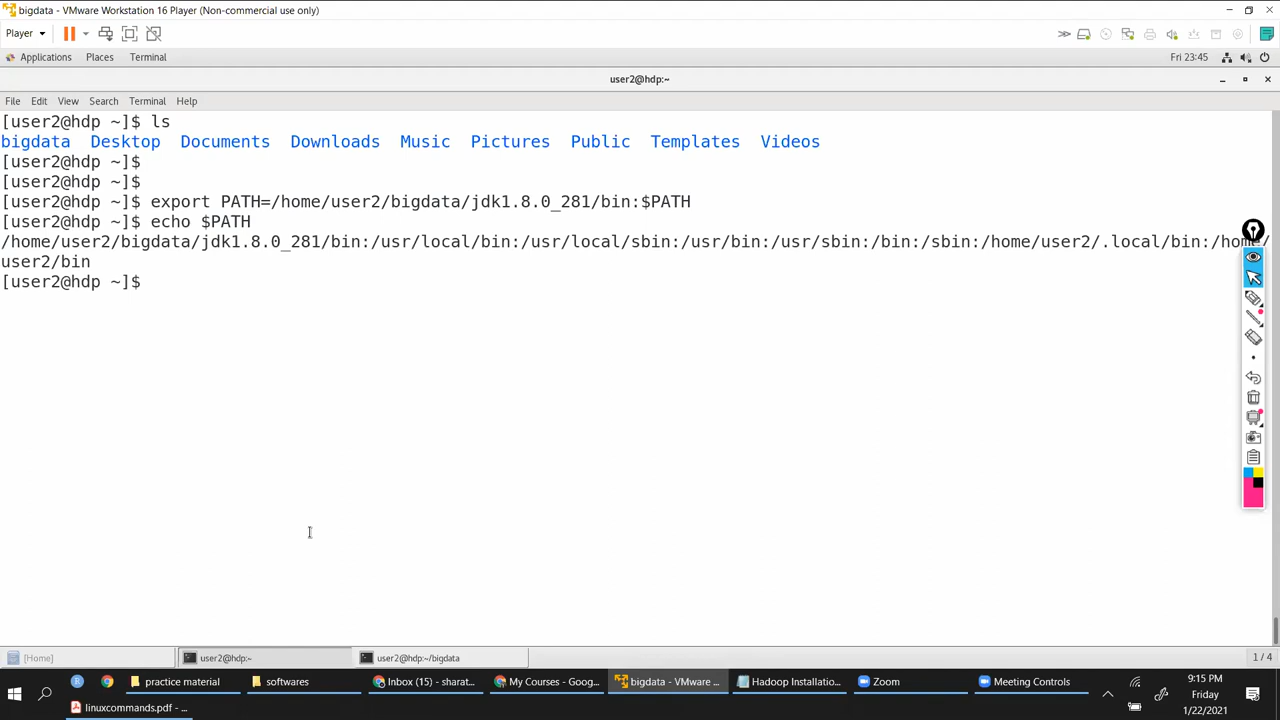 bigdata - VMware Workstation 16 Player (Non-commercial use only)
Player
Applications Places Terminal Fri 23:45
user2@hdp:~
File Edit View Search Terminal Help
[user2@hdp ~]$ ls
bigdata Desktop Documents Downloads Music Pictures Public Templates Videos
[user2@hdp ~]$
[user2@hdp ~]$
[user2@hdp ~]$ export PATH=/home/user2/bigdata/jdk1.8.0_281/bin:$PATH
[user2@hdp ~]$ echo $PATH
/home/user2/bigdata/jdk1.8.0_281/bin:/usr/local/bin:/usr/local/sbin:/usr/bin:/usr/sbin:/bin:/sbin:/home/user2/.local/bin:/home/
user2/bin
[user2@hdp ~]$
[Home] user2@hdp:~ user2@hdp:~/bigdata 1 / 4
practice material softwares Inbox (15) - sharat... My Courses - Goog... bigdata - VMware ... Hadoop Installatio... Zoom Meeting Controls
linuxcommands.pdf - ...
9:15 PM
Friday
1/22/2021